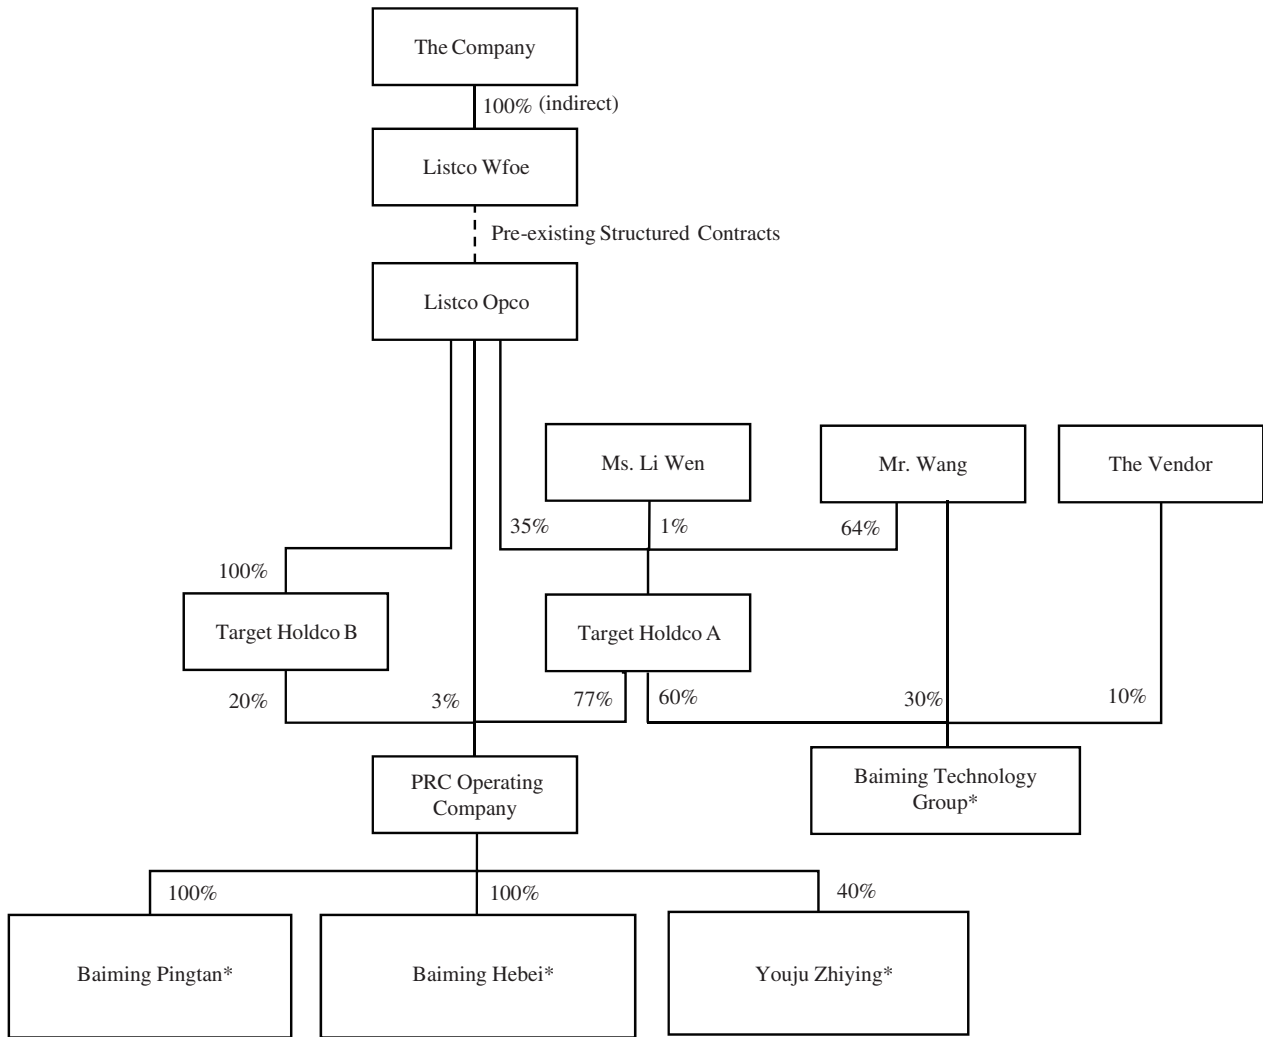 The Company
100% (indirect)
Listco Wfoe
Pre-existing Structured Contracts
Listco Opco
Ms. Li Wen
Mr. Wang
The Vendor
35%
1%
64%
100%
Target Holdco B
Target Holdco A
20%
3%
77%
60%
30%
10%
PRC Operating
Company
Baiming Technology
Group*
100%
100%
40%
Baiming Pingtan*
Baiming Hebei*
Youju Zhiying*